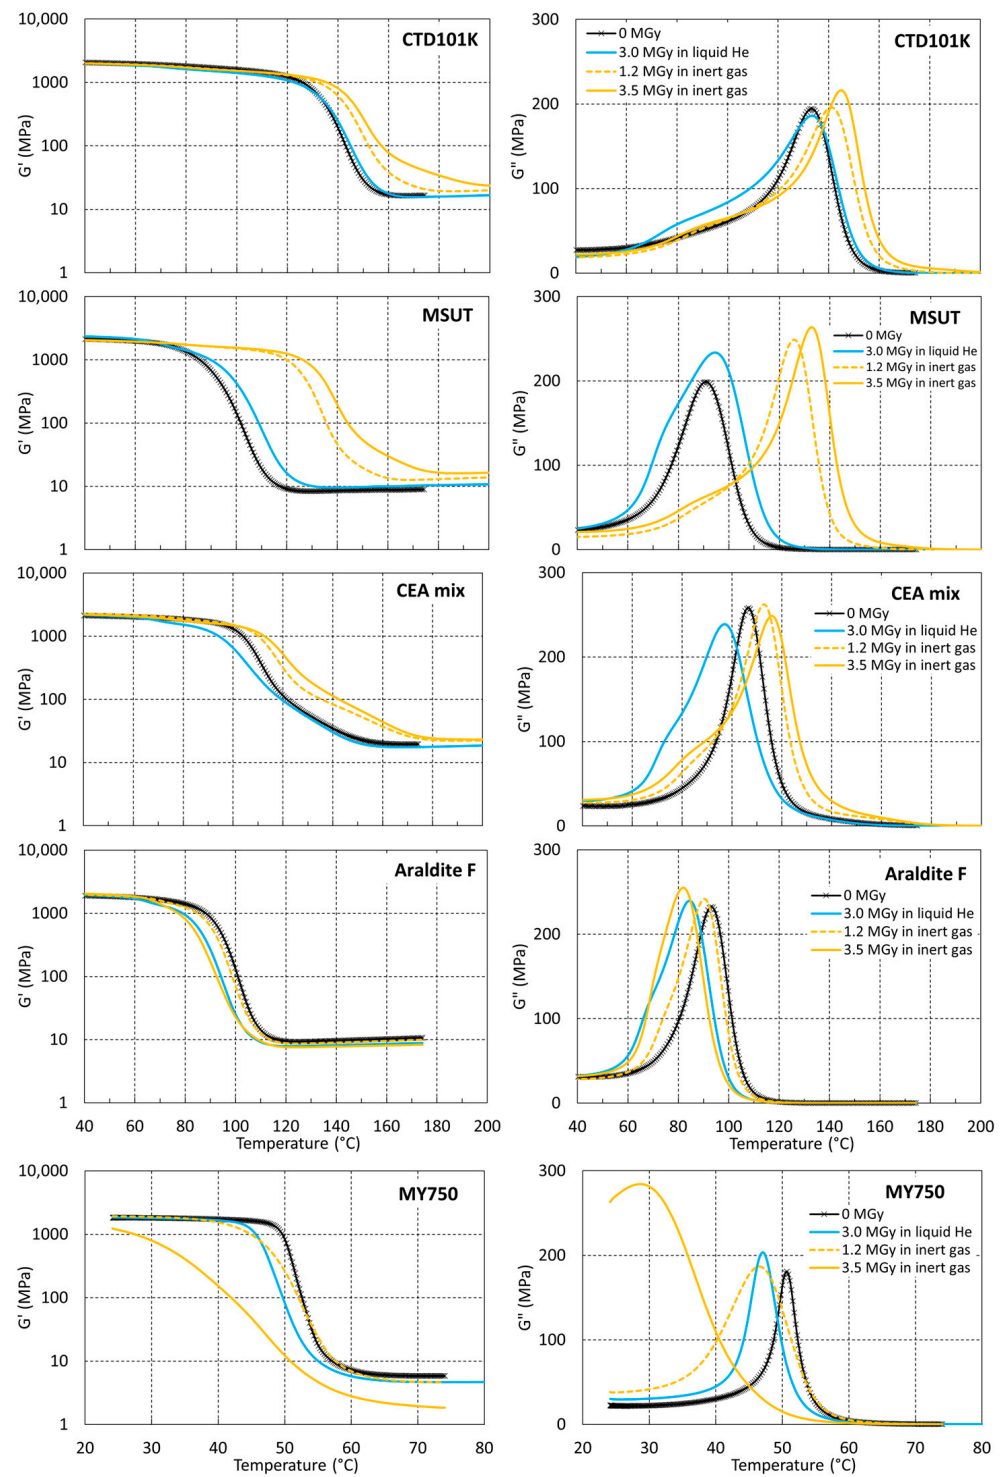 10,000
1000
100
10
1
G' (MPa)
CTD101K
300
200
100
0
G" (MPa)
0 MGy
3.0 MGy in liquid He
1.2 MGy in inert gas
3.5 MGy in inert gas
CTD101K
10,000
1000
100
10
1
G' (MPa)
MSUT
300
200
100
0
G" (MPa)
MSUT
0 MGy
3.0 MGy in liquid He
1.2 MGy in inert gas
3.5 MGy in inert gas
10,000
1000
100
10
1
G' (MPa)
CEA mix
300
200
100
0
G" (MPa)
CEA mix
0 MGy
3.0 MGy in liquid He
1.2 MGy in inert gas
3.5 MGy in inert gas
10,000
1000
100
10
1
G' (MPa)
Araldite F
40 60 80 100 120 140 160 180 200
Temperature (°C)
300
200
100
0
G" (MPa)
Araldite F
0 MGy
3.0 MGy in liquid He
1.2 MGy in inert gas
3.5 MGy in inert gas
40 60 80 100 120 140 160 180 200
Temperature (°C)
10,000
1000
100
10
1
G' (MPa)
MY750
20 30 40 50 60 70 80
Temperature (°C)
300
200
100
0
G" (MPa)
MY750
0 MGy
3.0 MGy in liquid He
1.2 MGy in inert gas
3.5 MGy in inert gas
20 30 40 50 60 70 80
Temperature (°C)